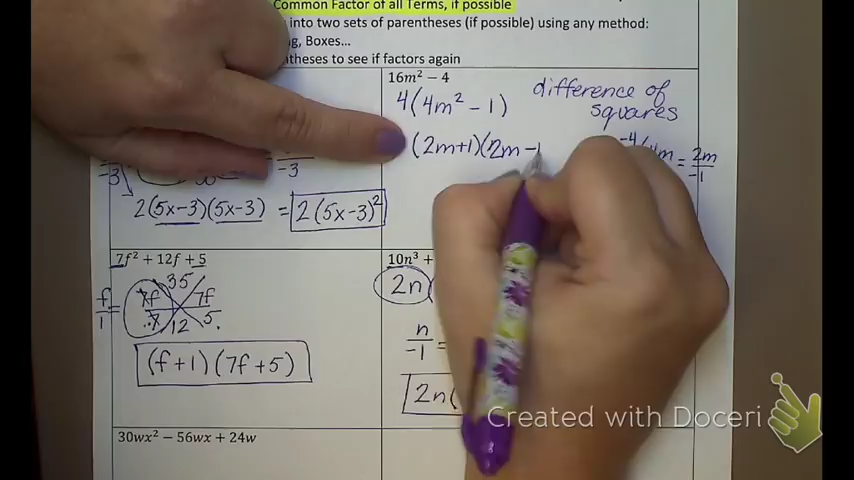 Common Factor of all Terms, if possible
into two sets of parentheses (if possible) using any method:
g, Boxes...
theses to see if factors again
-3
-3
2(5x-3)(5x-3) = 2(5x-3)²
16m² − 4
4(4m² - 1)
difference of
squares
(2m+1)(2m-1
-4
4m = 2m
-1
7f² + 12f + 5
35
f
1
=
7f
7f
12
5
(f+1)(7f+5)
10n³ +
2n(
n
-1
=
2n(
30wx² − 56wx + 24w
Created with Doceri